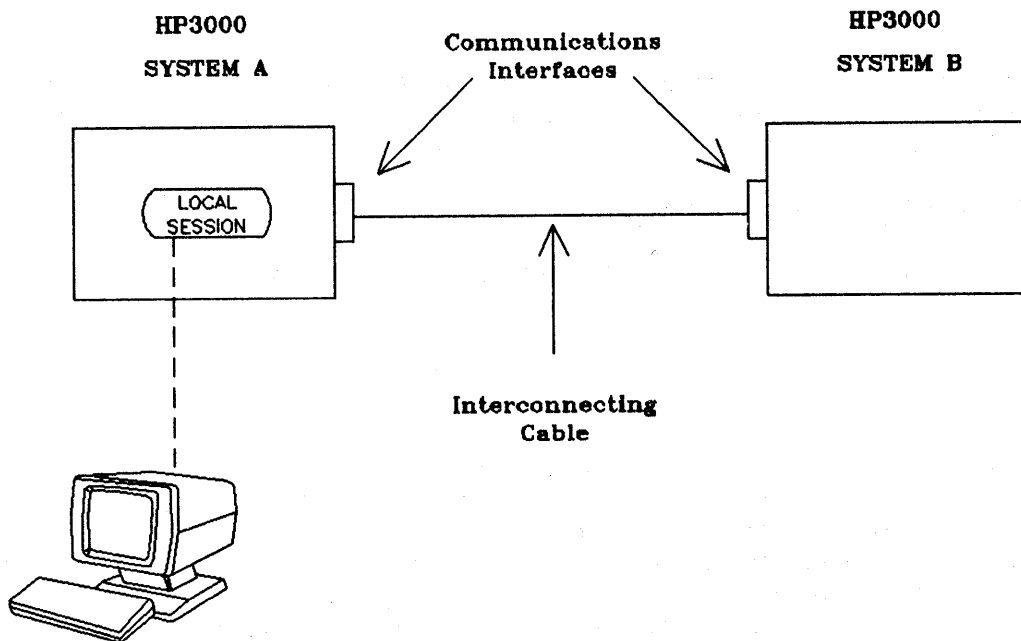 HP3000
SYSTEM A
Communications
Interfaces
HP3000
SYSTEM B
LOCAL
SESSION
Interconnecting
Cable